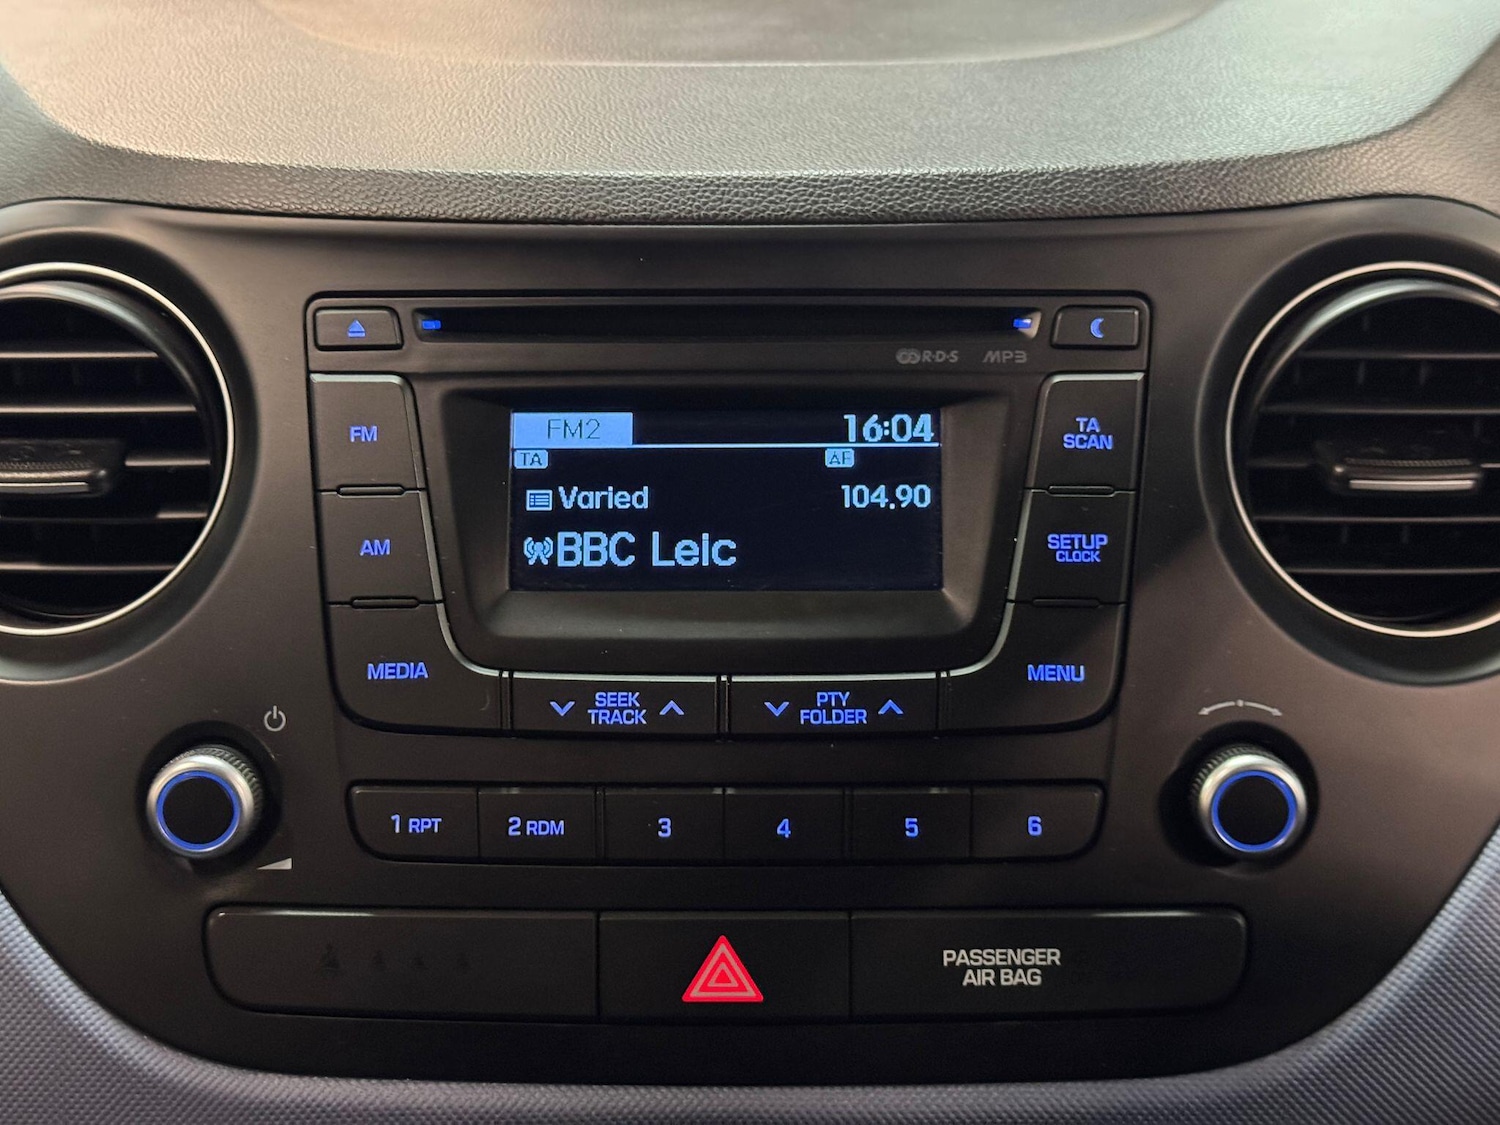 R·D·S MP3
FM
FM2 16:04
TA AF
Varied 104.90
BBC Leic
TA
SCAN
AM
SETUP
CLOCK
MEDIA
SEEK
TRACK
PTY
FOLDER
MENU
1 RPT
2 RDM
3
4
5
6
PASSENGER
AIR BAG